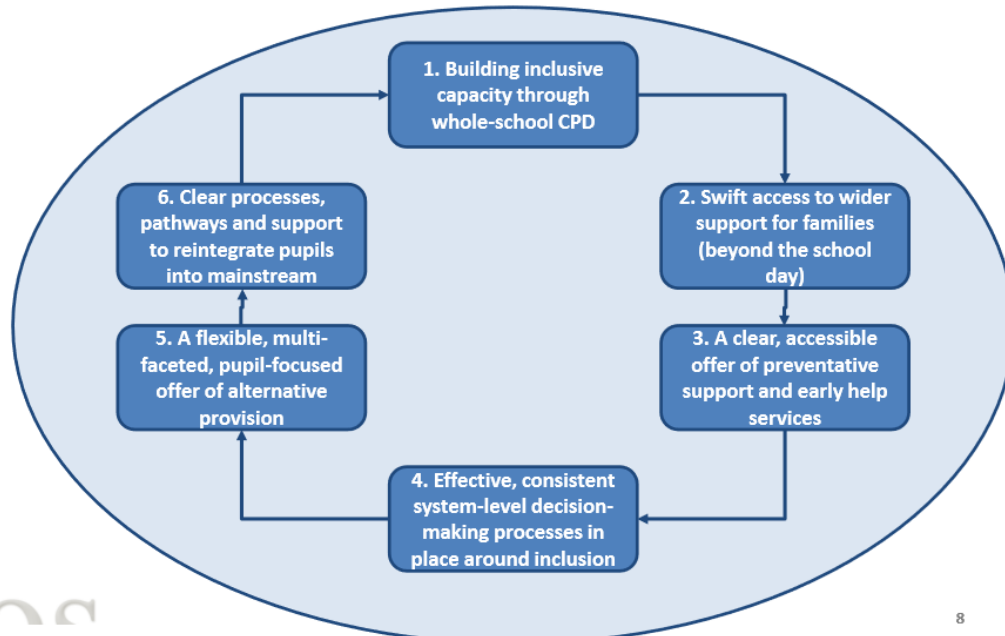 1. Building inclusive
capacity through
whole-school CPD
2. Swift access to wider
support for families
(beyond the school
day)
3. A clear, accessible
offer of preventative
support and early help
services
4. Effective, consistent
system-level decision-
making processes in
place around inclusion
5. A flexible, multi-
faceted, pupil-focused
offer of alternative
provision
6. Clear processes,
pathways and support
to reintegrate pupils
into mainstream
8